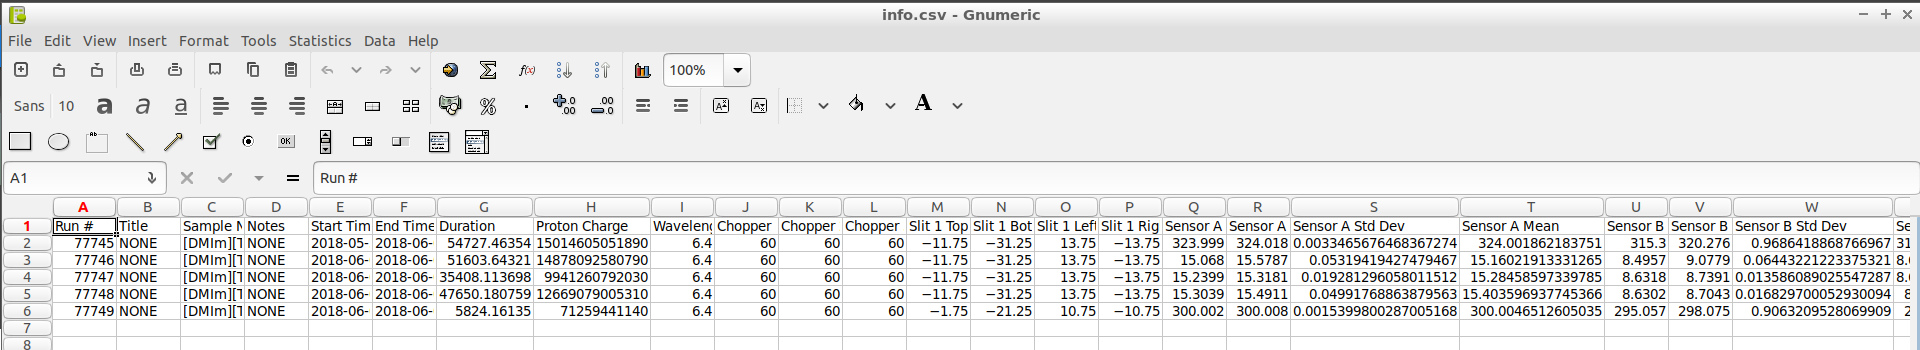 info.csv - Gnumeric
File Edit View Insert Format Tools Statistics Data Help
f(x) 100%
Sans 10 a a a % . +.0 .00 .00 -.0 A A A
Ab OK
A1 = Run #
A B C D E F G H I J K L M N O P Q R S T U V W
1 Run # Title Sample N Notes Start Tim End Time Duration Proton Charge Waveleng Chopper Chopper Chopper Slit 1 Top Slit 1 Bot Slit 1 Left Slit 1 Rig Sensor A Sensor A Sensor A Std Dev Sensor A Mean Sensor B Sensor B Sensor B Std Dev Se
2 77745 NONE [DMIm][T NONE 2018-05- 2018-06- 54727.46354 15014605051890 6.4 60 60 60 −11.75 −31.25 13.75 −13.75 323.999 324.018 0.0033465676468367274 324.001862183751 315.3 320.276 0.9686418868766967 31
3 77746 NONE [DMIm][T NONE 2018-06- 2018-06- 51603.64321 14878092580790 6.4 60 60 60 −11.75 −31.25 13.75 −13.75 15.068 15.5787 0.05319419427479467 15.16021913331265 8.4957 9.0779 0.06443221223375321 8.
4 77747 NONE [DMIm][T NONE 2018-06- 2018-06- 35408.113698 9941260792030 6.4 60 60 60 −11.75 −31.25 13.75 −13.75 15.2399 15.3181 0.019281296058011512 15.28458597339785 8.6318 8.7391 0.013586089025547287 8.
5 77748 NONE [DMIm][T NONE 2018-06- 2018-06- 47650.180759 12669079005310 6.4 60 60 60 −11.75 −31.25 13.75 −13.75 15.3039 15.4911 0.04991768863879563 15.403596937745366 8.6302 8.7043 0.016829700052930094 8
6 77749 NONE [DMIm][T NONE 2018-06- 2018-06- 5824.16135 71259441140 6.4 60 60 60 −1.75 −21.25 10.75 −10.75 300.002 300.008 0.0015399800287005168 300.0046512605035 295.057 298.075 0.9063209528069909 2
7
8